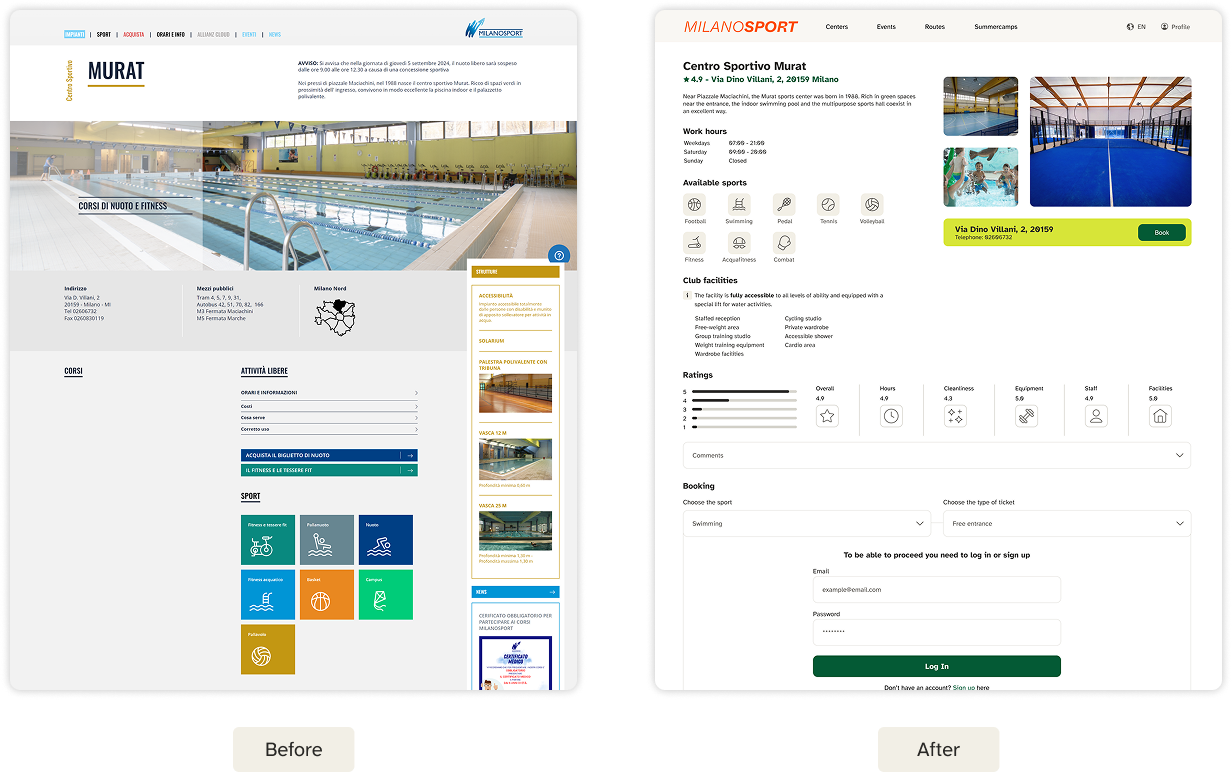 IMPIANTI | SPORT | ACQUISTA | ORARI E INFO | ALLIANZ CLOUD | EVENTI | NEWS
MILANOSPORT
Centro Sportivo
MURAT
AVVISO: Si avvisa che nella giornata di giovedì 5 settembre 2024, il nuoto libero sarà sospeso
dalle ore 9.00 alle ore 12.30 a causa di una concessione sportiva
Nei pressi di piazzale Maciachini, nel 1988 nasce il centro sportivo Murat. Ricco di spazi verdi in
prossimità dell' ingresso, convivono in modo eccellente la piscina indoor e il palazzetto
polivalente.
CORSI DI NUOTO E FITNESS
Indirizzo
Via D. Villani, 2
20159 - Milano - MI
Tel 02606732
Fax 0260830119
Mezzi pubblici
Tram 4, 5, 7, 9, 31,
Autobus 42, 51, 70, 82, 166
M3 Fermata Maciachini
M5 Fermata Marche
Milano Nord
CORSI
ATTIVITÀ LIBERE
ORARI E INFORMAZIONI
Costi
Cosa serve
Corretto uso
ACQUISTA IL BIGLIETTO DI NUOTO
IL FITNESS E LE TESSERE FIT
SPORT
Fitness e tessere fit
Pallanuoto
Nuoto
Fitness acquatico
Basket
Campus
Pallavolo
STRUTTURE
ACCESSIBILITÀ
Impianto accessibile totalmente
dalle persone con disabilità e munito
di apposito sollevatore per attività in
acqua.
SOLARIUM
PALESTRA POLIVALENTE CON
TRIBUNA
VASCA 12 M
Profondità minima 0,60 m
VASCA 25 M
Profondità minima 1,20 m -
Profondità massima 1,80 m
NEWS
CERIFICATO OBBLIGATORIO PER
PARTECIPARE AI CORSI
MILANOSPORT
CERTIFICATO
MEDICO
Before
MILANOSPORT
Centers
Events
Routes
Summercamps
EN
Profile
Centro Sportivo Murat
★ 4.9 - Via Dino Villani, 2, 20159 Milano
Near Piazzale Maciachini, the Murat sports center was born in 1988. Rich in green spaces
near the entrance, the indoor swimming pool and the multipurpose sports hall coexist in
an excellent way.
Work hours
Weekdays 07:00 - 21:00
Saturday 09:00 - 20:00
Sunday Closed
Available sports
Football
Swimming
Pedal
Tennis
Volleyball
Fitness
Acquafitness
Combat
Via Dino Villani, 2, 20159
Telephone: 02606732
Book
Club facilities
i The facility is fully accessible to all levels of ability and equipped with a
special lift for water activities.
Staffed reception
Free-weight area
Group training studio
Weight training equipment
Wardrobe facilities
Cycling studio
Private wardrobe
Accessible shower
Cardio area
Ratings
5
4
3
2
1
Overall
4.9
Hours
4.9
Cleanliness
4.3
Equipment
5.0
Staff
4.9
Facilities
5.0
Comments
Booking
Choose the sport
Swimming
Choose the type of ticket
Free entrance
To be able to proceed you need to log in or sign up
Email
example@email.com
Password
Log In
Don't have an account? Sign up here
After